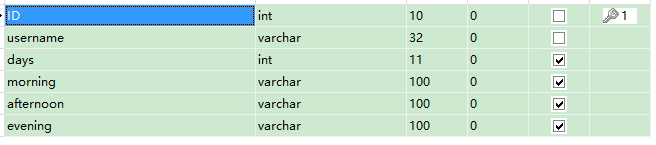 ID int 10 0 1
username varchar 32 0
days int 11 0
morning varchar 100 0
afternoon varchar 100 0
evening varchar 100 0